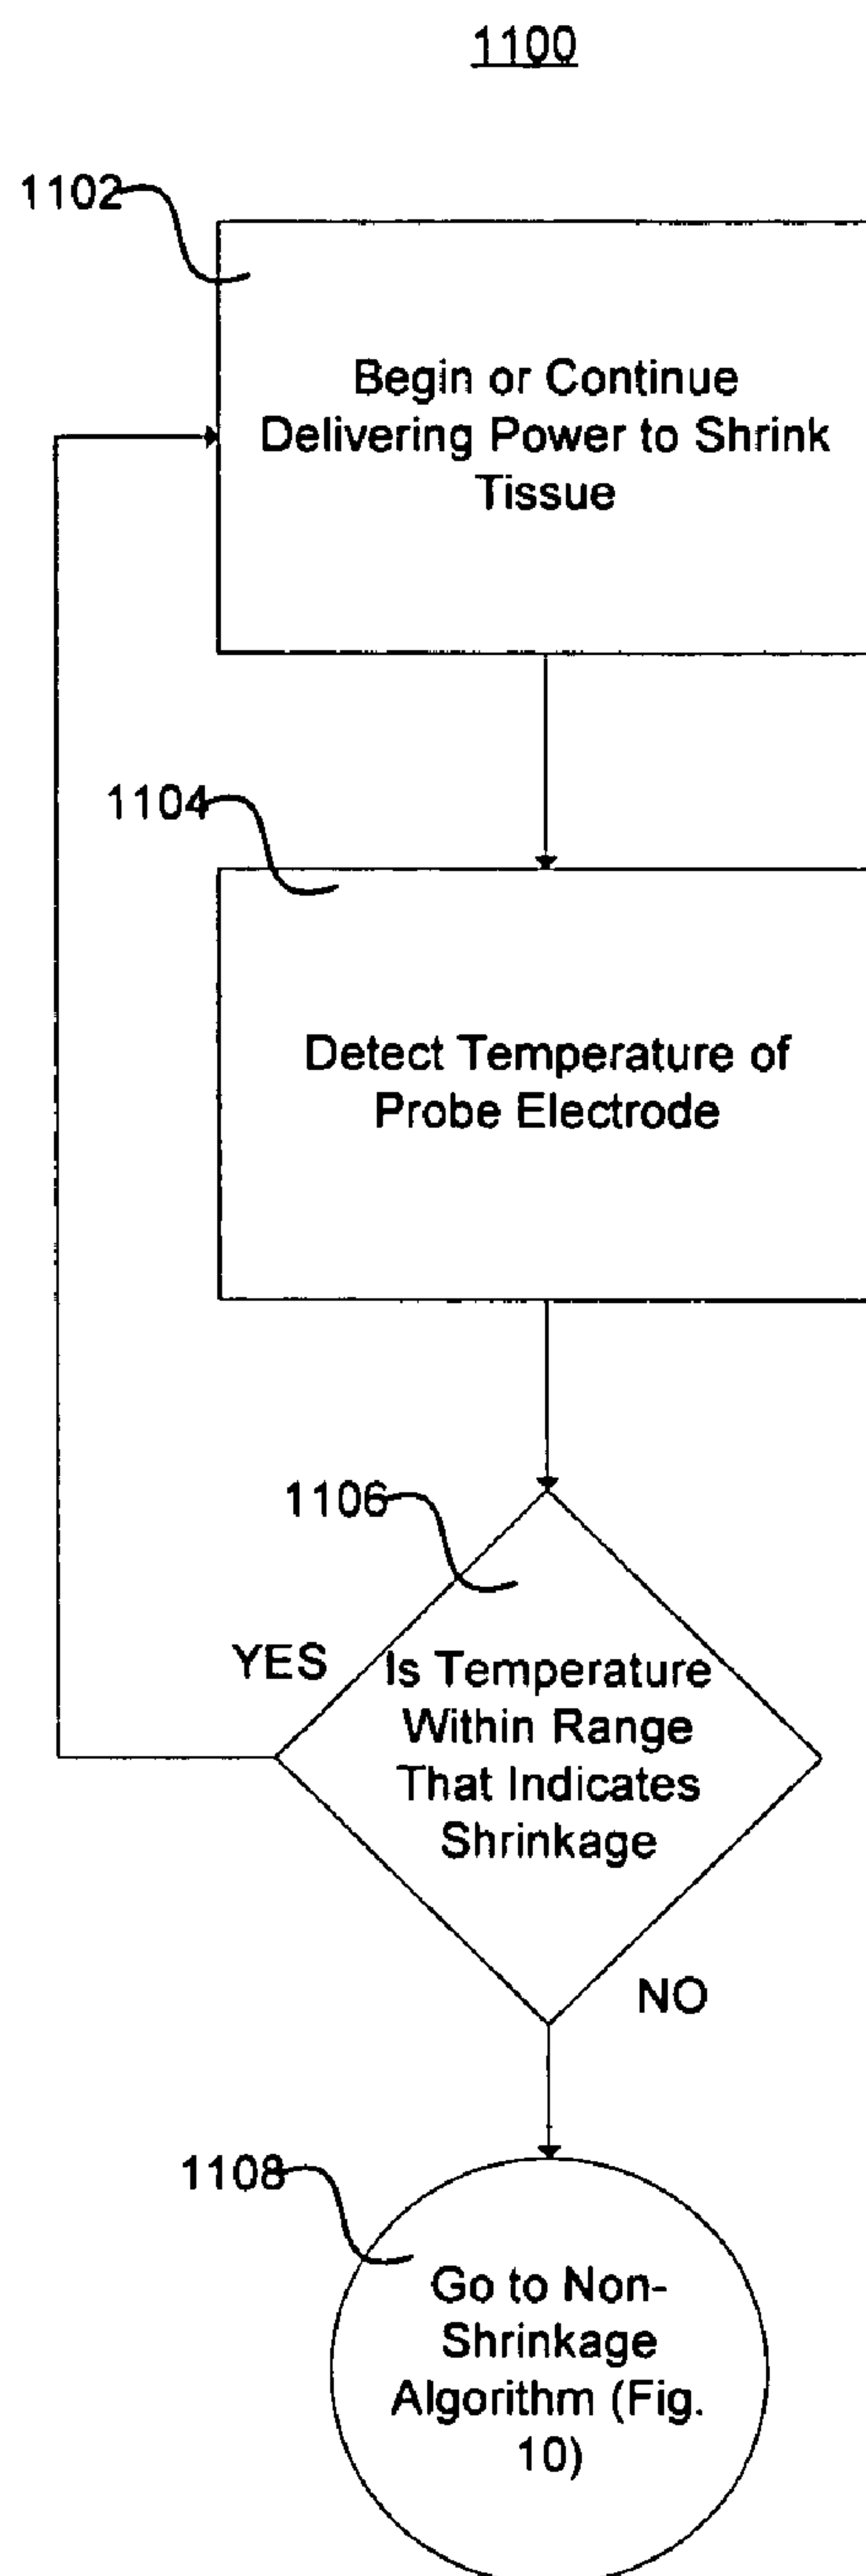 1100
1102
Begin or Continue
Delivering Power to Shrink
Tissue
1104
Detect Temperature of
Probe Electrode
1106
YES
Is Temperature
Within Range
That Indicates
Shrinkage
NO
1108
Go to Non-
Shrinkage
Algorithm (Fig.
10)